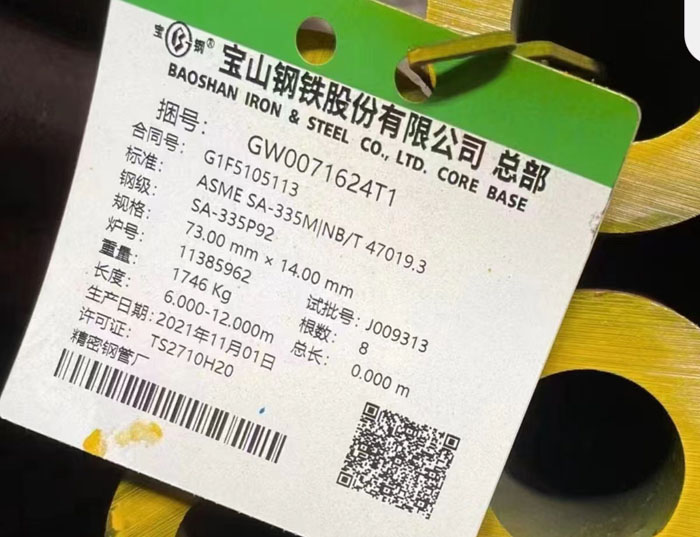 宝钢®
宝山钢铁股份有限公司 总部
BAOSHAN IRON & STEEL CO., LTD. CORE BASE
捆号: GW0071624T1
合同号: G1F5105113
标准: ASME SA-335M|NB/T 47019.3
钢级: SA-335P92
规格: 73.00 mm × 14.00 mm
炉号: 11385962 试批号: J009313
重量: 1746 Kg 根数: 8
长度: 6.000-12.000m 总长: 0.000 m
生产日期: 2021年11月01日
许可证: TS2710H20
精密钢管厂